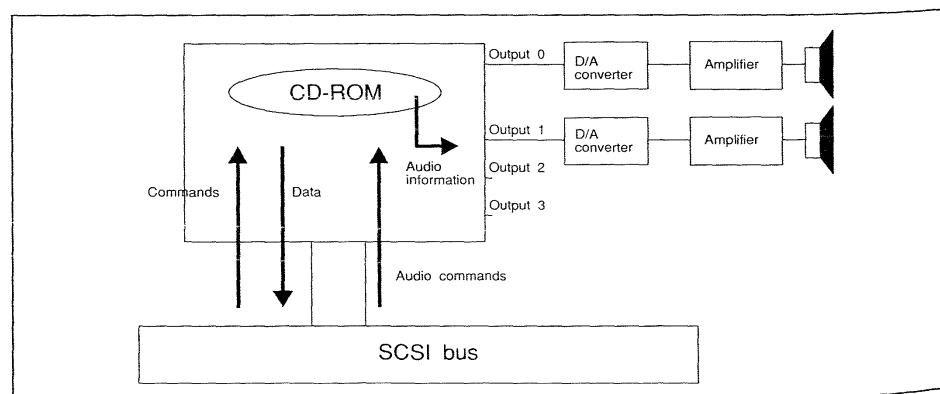 Output 0
D/A
converter
Amplifier
CD-ROM
Output 1
D/A
converter
Amplifier
Audio
information
Output 2
Commands
Data
Output 3
Audio commands
SCSI bus